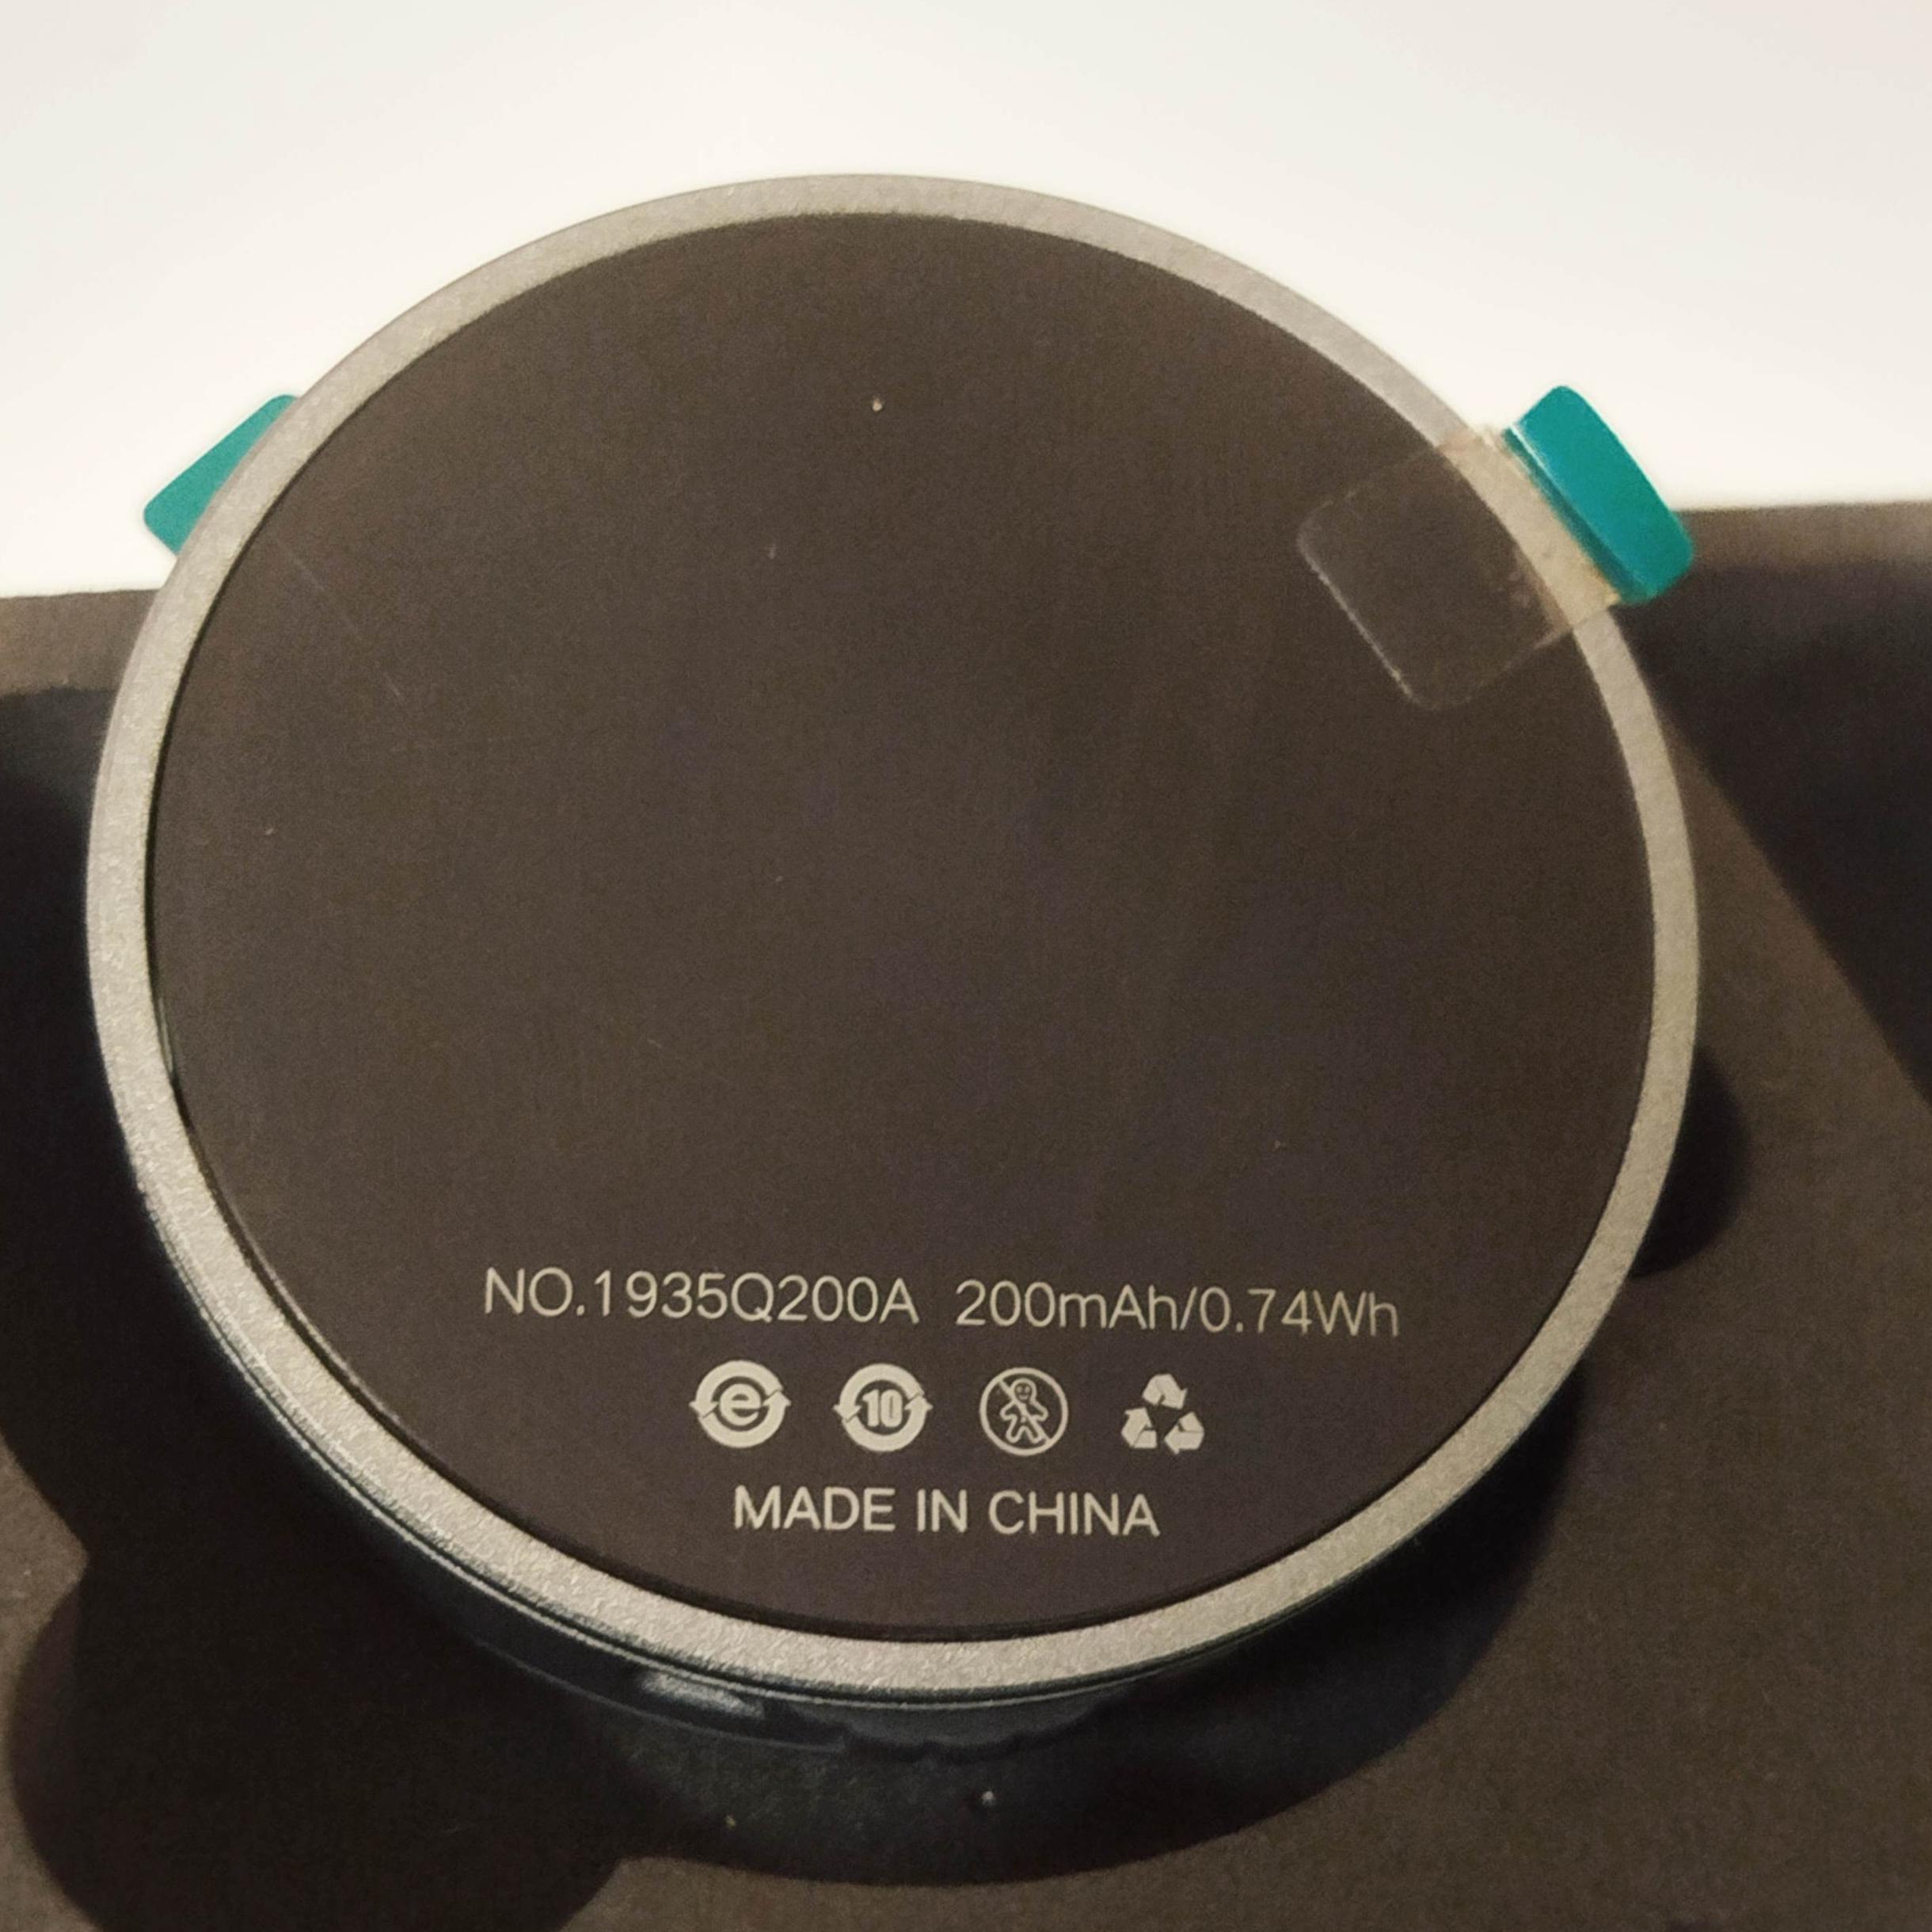 NO.1935Q200A 200mAh/0.74Wh
e 10
MADE IN CHINA